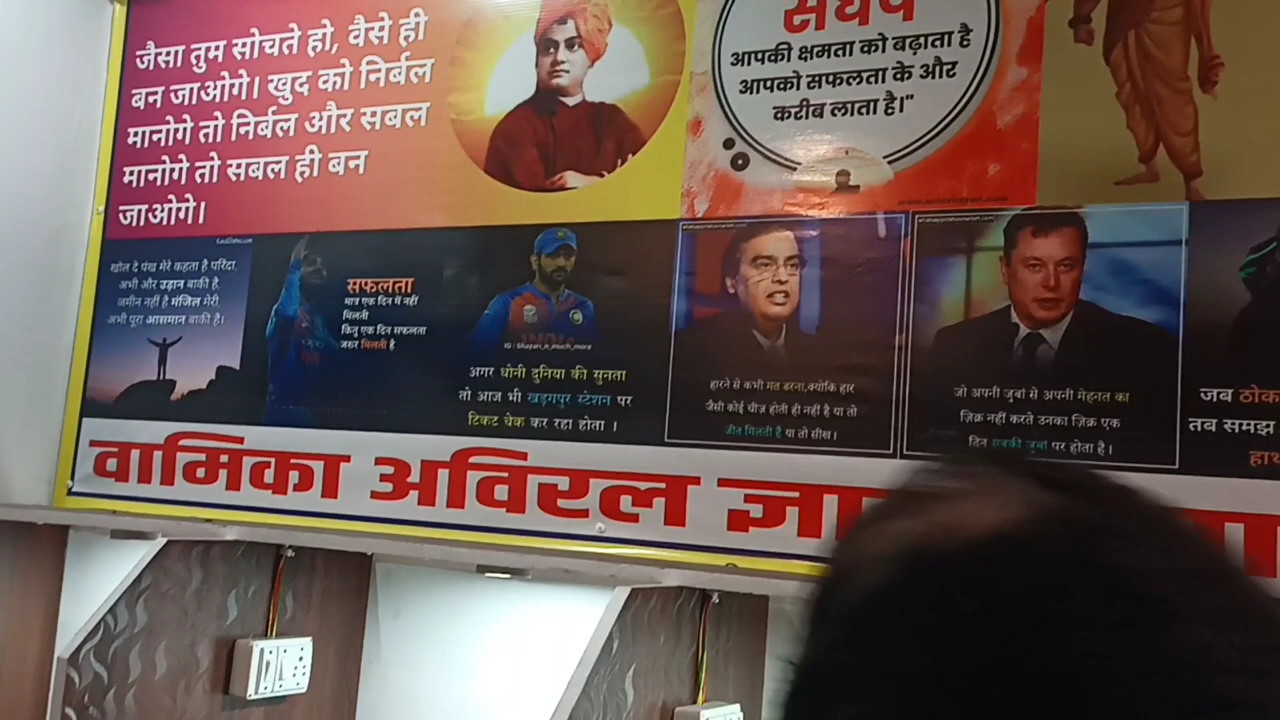 जैसा तुम सोचते हो, वैसे ही
बन जाओगे। खुद को निर्बल
मानोगे तो निर्बल और सबल
मानोगे तो सबल ही बन
जाओगे।
संघर्ष
आपकी क्षमता को बढ़ाता है
आपको सफलता के और
करीब लाता है।"
खोल दे पंख मेरे कहता है परिंदा,
अभी और उड़ान बाकी है,
जमीन नहीं है मंजिल मेरी,
अभी पूरा आसमान बाकी है।
सफलता
मात्र एक दिन में नहीं
मिलती
किंतु एक दिन सफलता
जरुर मिलती है
IG : Shayari_n_much_more
अगर धोनी दुनिया की सुनता
तो आज भी खड़गपुर स्टेशन पर
टिकट चेक कर रहा होता ।
हारने से कभी मत डरना,क्योकि हार
जैसी कोई चीज़ होती ही नहीं है या तो
जीत मिलती है या तो सीख।
जो अपनी जुबां से अपनी मेहनत का
ज़िक्र नहीं करते उनका ज़िक्र एक
दिन सबकी जुबां पर होता है।
जब ठोक
तब समझ
हाथ
वामिका अविरल ज्ञा